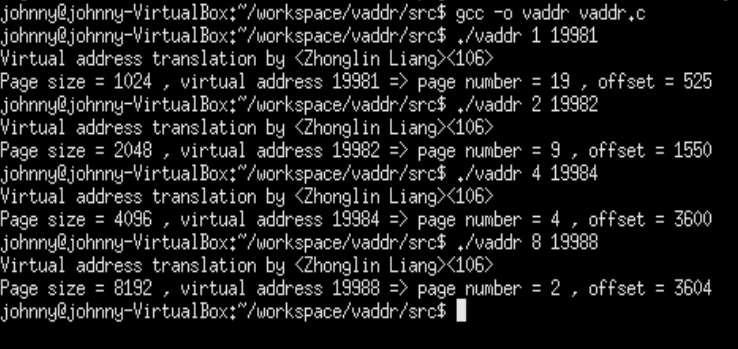 johnny@johnny-VirtualBox:~/workspace/vaddr/src$ gcc -o vaddr vaddr.c
johnny@johnny-VirtualBox:~/workspace/vaddr/src$ ./vaddr 1 19981
Virtual address translation by <Zhonglin Liang><106>
Page size = 1024 , virtual address 19981 => page number = 19 , offset = 525
johnny@johnny-VirtualBox:~/workspace/vaddr/src$ ./vaddr 2 19982
Virtual address translation by <Zhonglin Liang><106>
Page size = 2048 , virtual address 19982 => page number = 9 , offset = 1550
johnny@johnny-VirtualBox:~/workspace/vaddr/src$ ./vaddr 4 19984
Virtual address translation by <Zhonglin Liang><106>
Page size = 4096 , virtual address 19984 => page number = 4 , offset = 3600
johnny@johnny-VirtualBox:~/workspace/vaddr/src$ ./vaddr 8 19988
Virtual address translation by <Zhonglin Liang><106>
Page size = 8192 , virtual address 19988 => page number = 2 , offset = 3604
johnny@johnny-VirtualBox:~/workspace/vaddr/src$